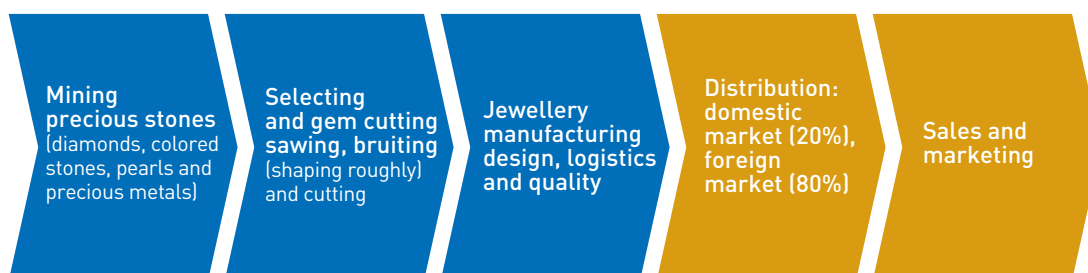 Mining
precious stones
(diamonds, colored
stones, pearls and
precious metals)
Selecting
and gem cutting
sawing, bruiting
(shaping roughly)
and cutting
Jewellery
manufacturing
design, logistics
and quality
Distribution:
domestic
market (20%),
foreign
market (80%)
Sales and
marketing